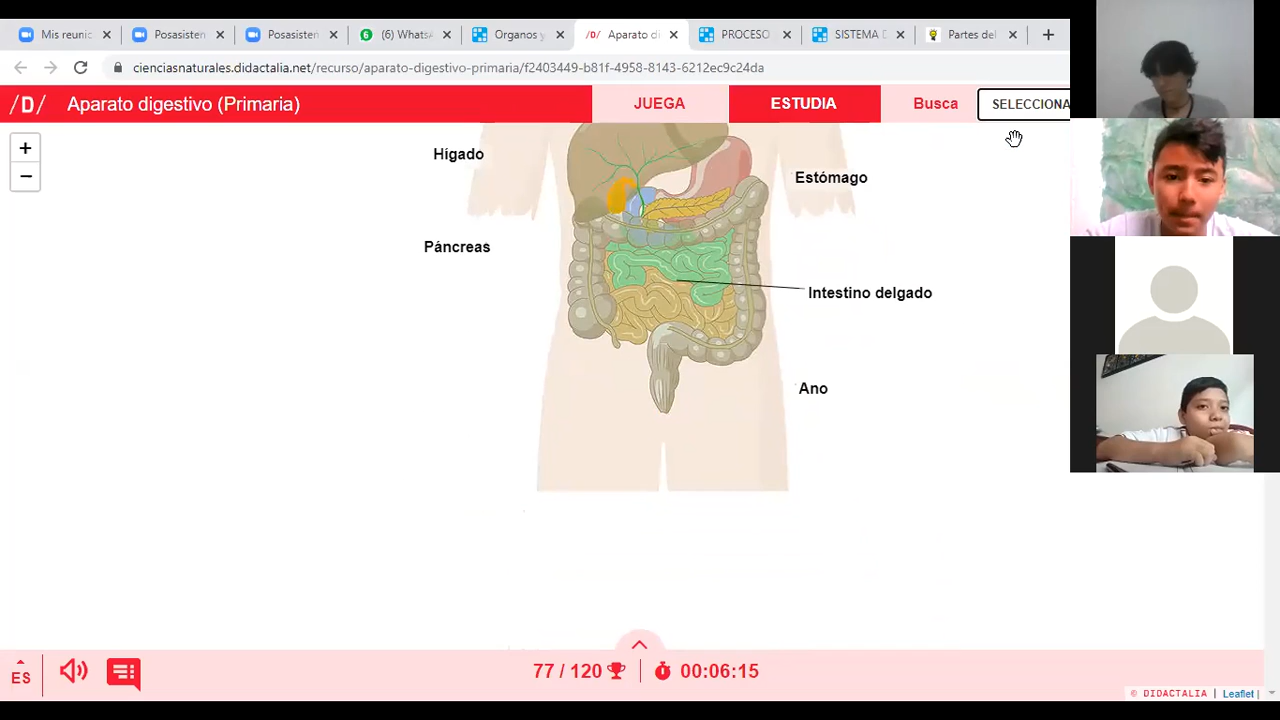 Mis reunic
Posasisten
Posasisten
(6) WhatsA
Organos y
Aparato di
PROCESO
SISTEMA D
Partes del
cienciasnaturales.didactalia.net/recurso/aparato-digestivo-primaria/f2403449-b81f-4958-8143-6212ec9c24da
/D/ Aparato digestivo (Primaria)
JUEGA
ESTUDIA
Busca
SELECCIONA
+
−
Hígado
Estómago
Páncreas
Intestino delgado
Ano
ES
77 / 120
00:06:15
© DIDACTALIA | Leaflet |